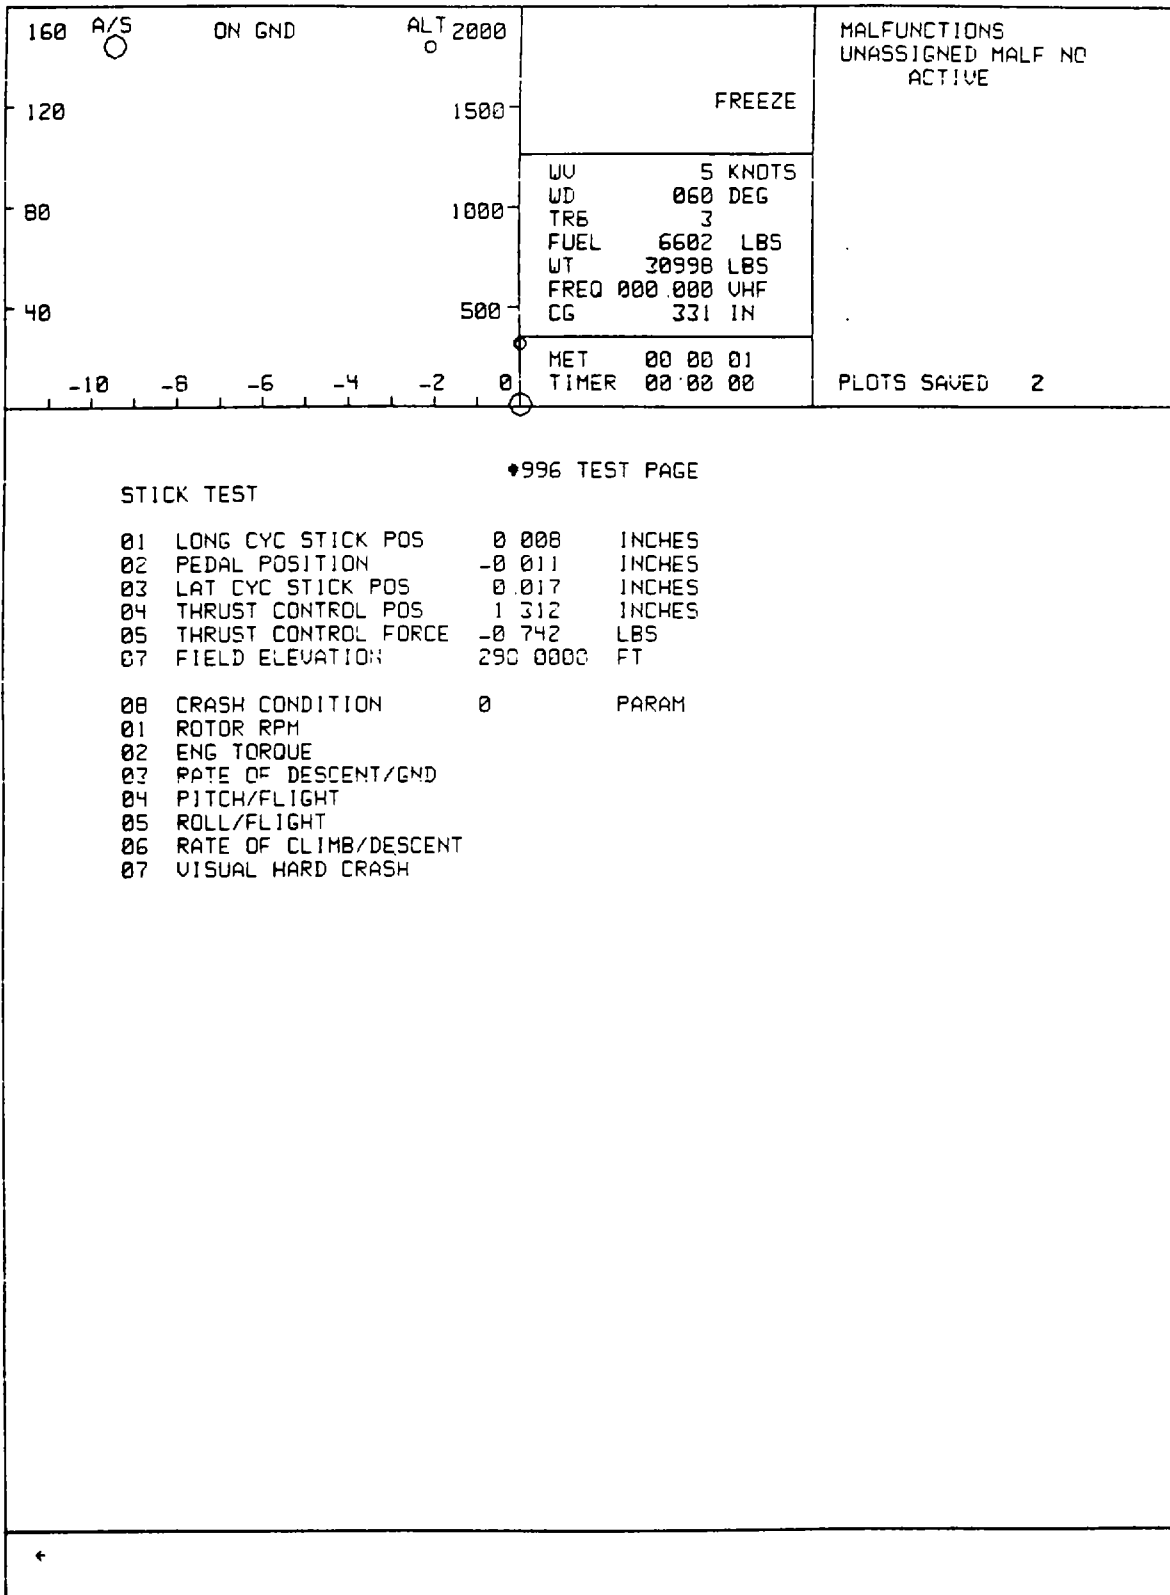 160 A/S ON GND ALT 2000
120 1500
80 1000
40 500
-10 -8 -6 -4 -2 0
FREEZE
WV 5 KNOTS
WD 060 DEG
TRB 3
FUEL 6602 LBS
WT 30998 LBS
FREQ 000.000 VHF
CG 331 IN
MET 00 00 01
TIMER 00:00 00
MALFUNCTIONS
UNASSIGNED MALF NO
ACTIVE
PLOTS SAVED 2
♦996 TEST PAGE
STICK TEST
01 LONG CYC STICK POS 0 008 INCHES
02 PEDAL POSITION -0 011 INCHES
03 LAT CYC STICK POS 0.017 INCHES
04 THRUST CONTROL POS 1 312 INCHES
05 THRUST CONTROL FORCE -0 742 LBS
07 FIELD ELEVATION 290 0000 FT
08 CRASH CONDITION 0 PARAM
01 ROTOR RPM
02 ENG TORQUE
03 RATE OF DESCENT/GND
04 PITCH/FLIGHT
05 ROLL/FLIGHT
06 RATE OF CLIMB/DESCENT
07 VISUAL HARD CRASH
←